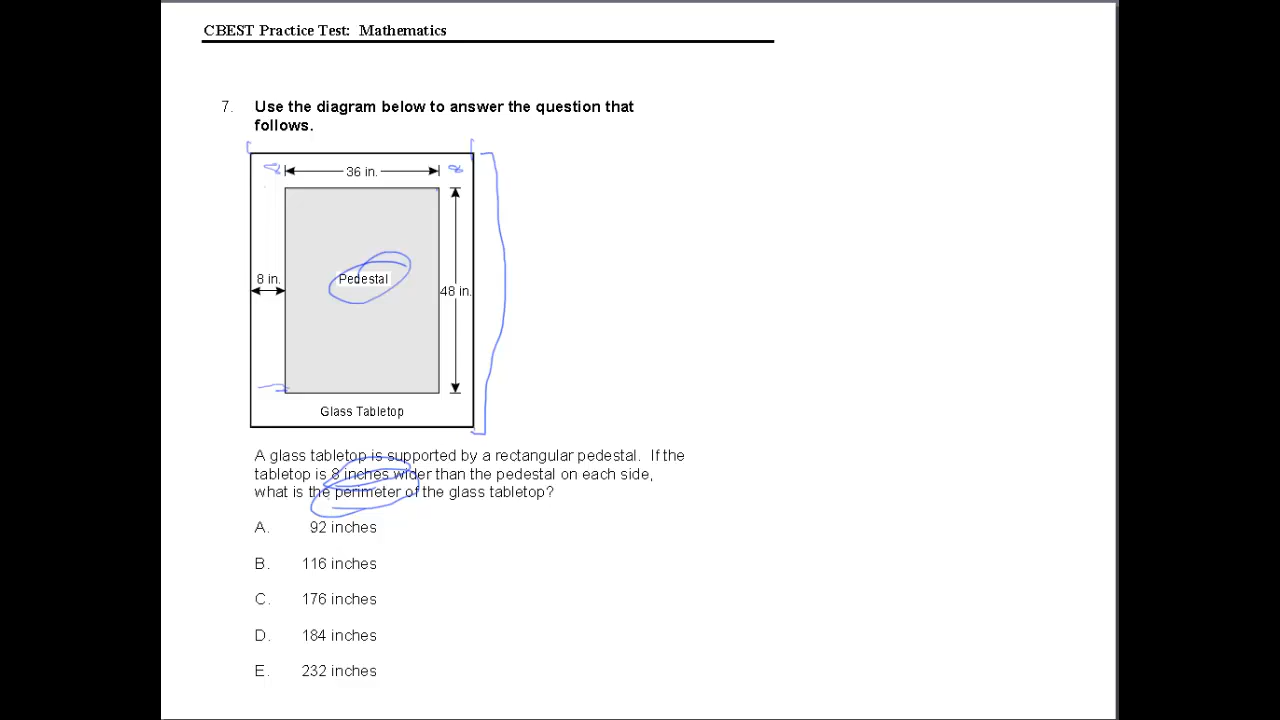 CBEST Practice Test: Mathematics
7. Use the diagram below to answer the question that
follows.
8 36 in. 8
8 in. Pedestal 48 in.
Glass Tabletop
A glass tabletop is supported by a rectangular pedestal. If the
tabletop is 8 inches wider than the pedestal on each side,
what is the perimeter of the glass tabletop?
A. 92 inches
B. 116 inches
C. 176 inches
D. 184 inches
E. 232 inches